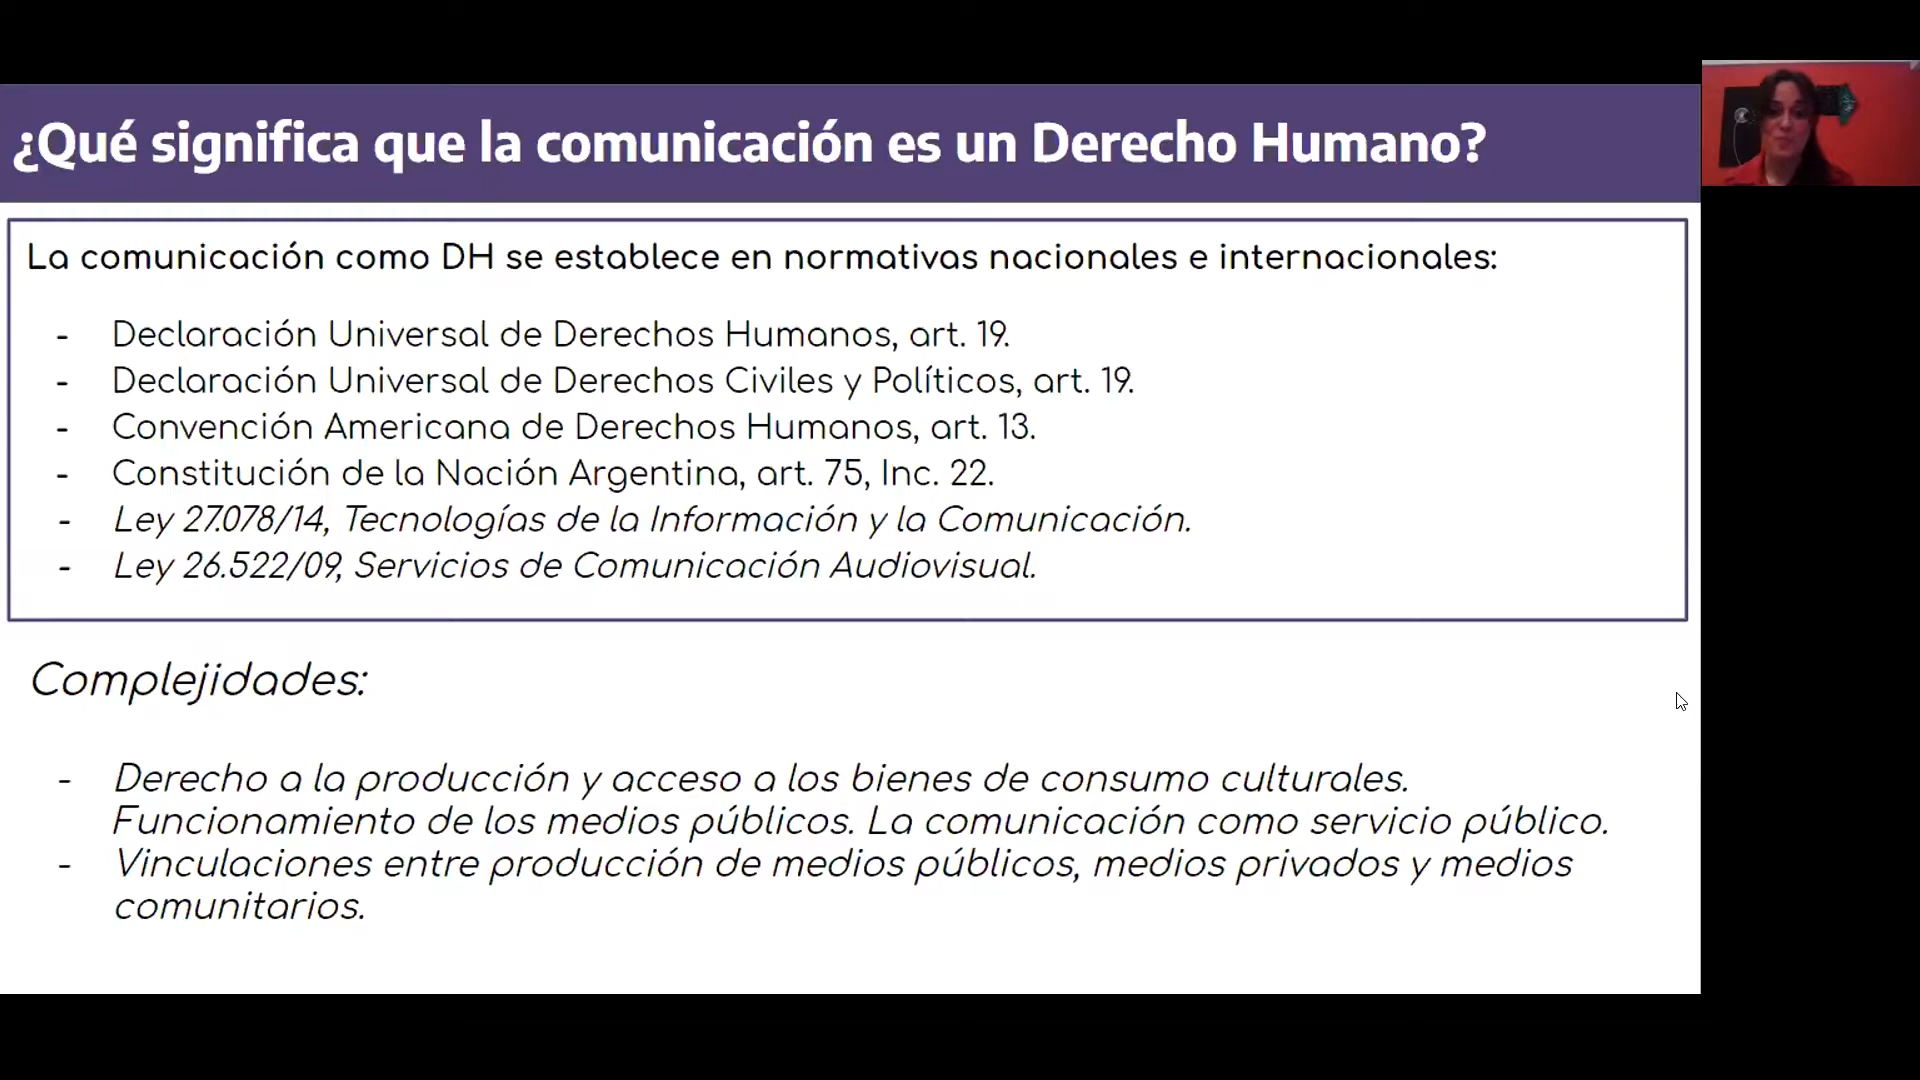 ¿Qué significa que la comunicación es un Derecho Humano?
La comunicación como DH se establece en normativas nacionales e internacionales:
- Declaración Universal de Derechos Humanos, art. 19.
- Declaración Universal de Derechos Civiles y Políticos, art. 19.
- Convención Americana de Derechos Humanos, art. 13.
- Constitución de la Nación Argentina, art. 75, Inc. 22.
- Ley 27.078/14, Tecnologías de la Información y la Comunicación.
- Ley 26.522/09, Servicios de Comunicación Audiovisual.
Complejidades:
- Derecho a la producción y acceso a los bienes de consumo culturales.
Funcionamiento de los medios públicos. La comunicación como servicio público.
- Vinculaciones entre producción de medios públicos, medios privados y medios
comunitarios.